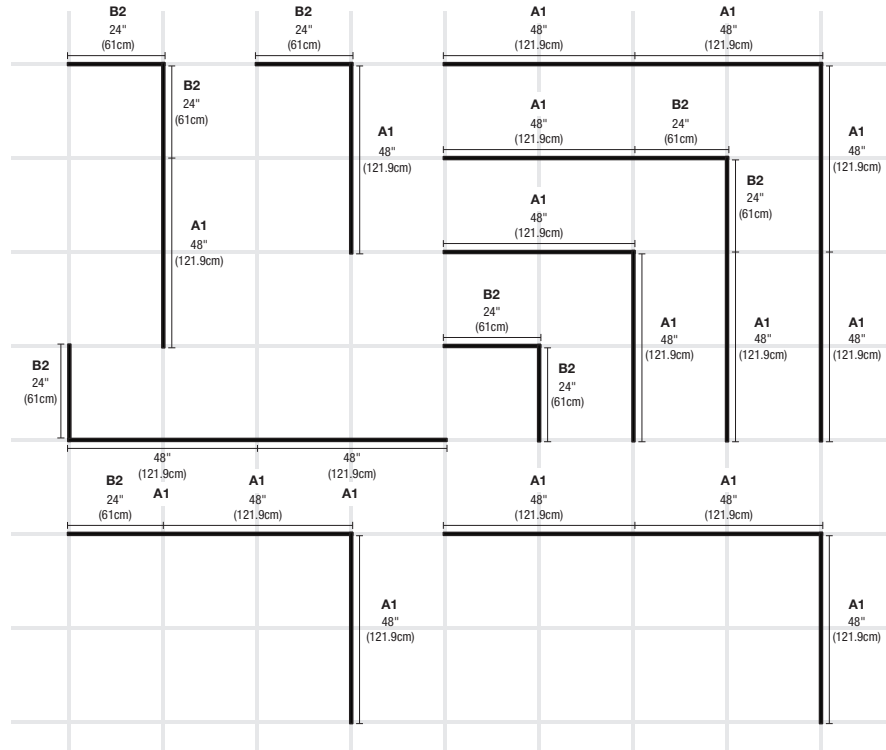 B2
24"
(61cm)
B2
24"
(61cm)
A1
48"
(121.9cm)
A1
48"
(121.9cm)
B2
24"
(61cm)
A1
48"
(121.9cm)
A1
48"
(121.9cm)
B2
24"
(61cm)
A1
48"
(121.9cm)
B2
24"
(61cm)
A1
48"
(121.9cm)
A1
48"
(121.9cm)
B2
24"
(61cm)
A1
48"
(121.9cm)
A1
48"
(121.9cm)
A1
48"
(121.9cm)
B2
24"
(61cm)
B2
24"
(61cm)
48"
(121.9cm)
48"
(121.9cm)
B2
24"
(61cm)
A1
A1
48"
(121.9cm)
A1
A1
48"
(121.9cm)
A1
48"
(121.9cm)
A1
48"
(121.9cm)
A1
48"
(121.9cm)